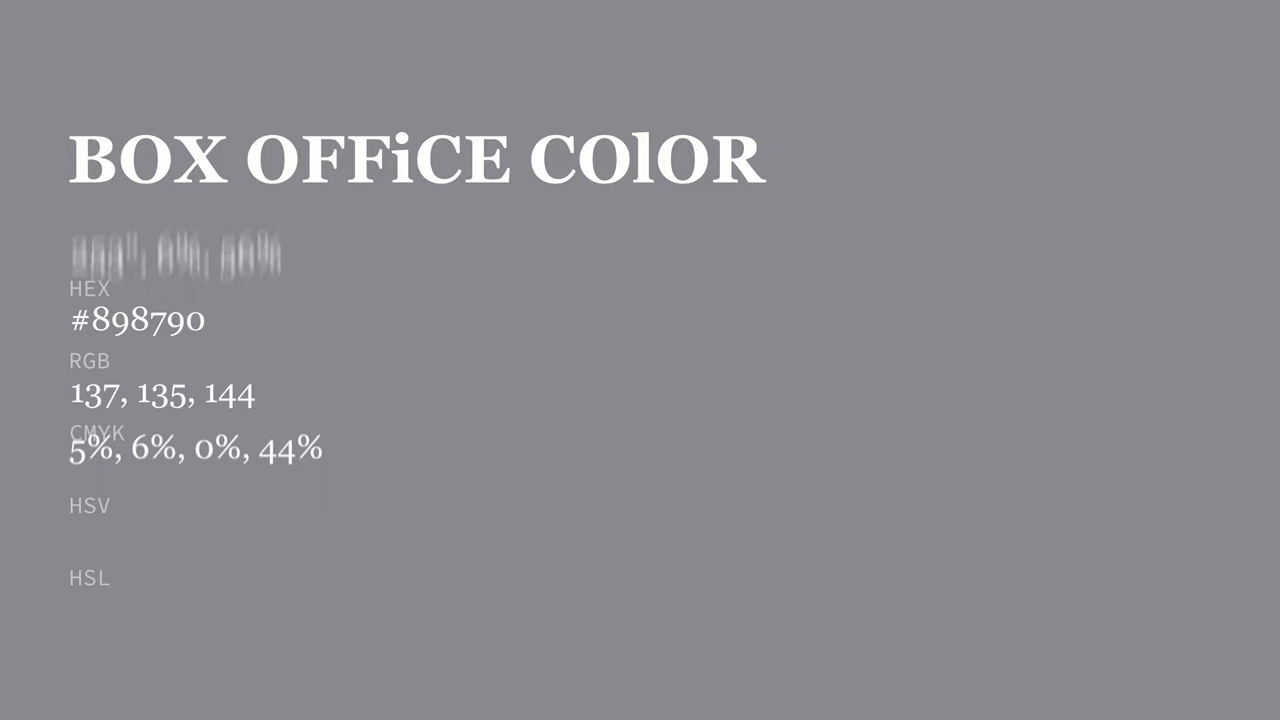 BOX OFFiCE COlOR
HEX
#898790
RGB
137, 135, 144
CMYK
5%, 6%, 0%, 44%
HSV
HSL